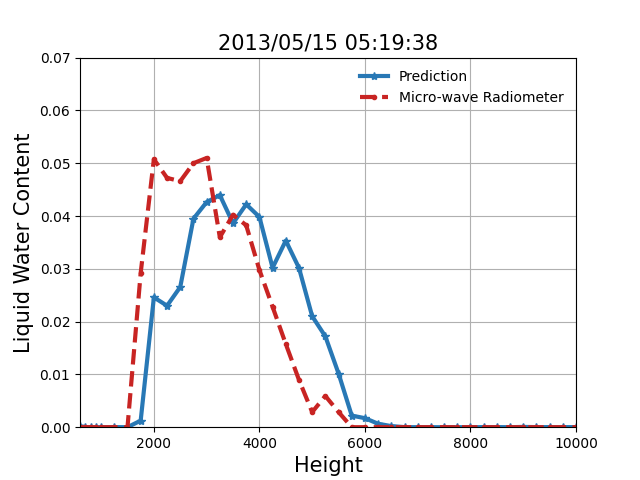 2013/05/15 05:19:38
Prediction
Micro-wave Radiometer
Liquid Water Content
0.07
0.06
0.05
0.04
0.03
0.02
0.01
0.00
2000 4000 6000 8000 10000
Height